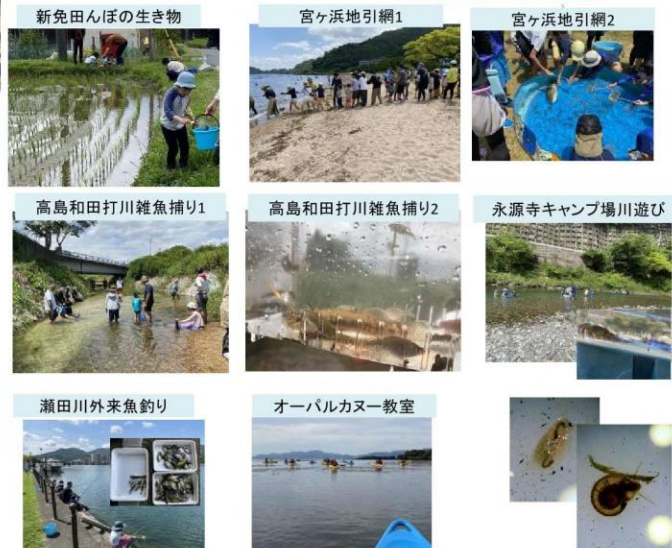 新免田んぼの生き物
宮ヶ浜地引網1
宮ヶ浜地引網2
高島和田打川雑魚捕り1
高島和田打川雑魚捕り2
永源寺キャンプ場川遊び
瀬田川外来魚釣り
オーパルカヌー教室